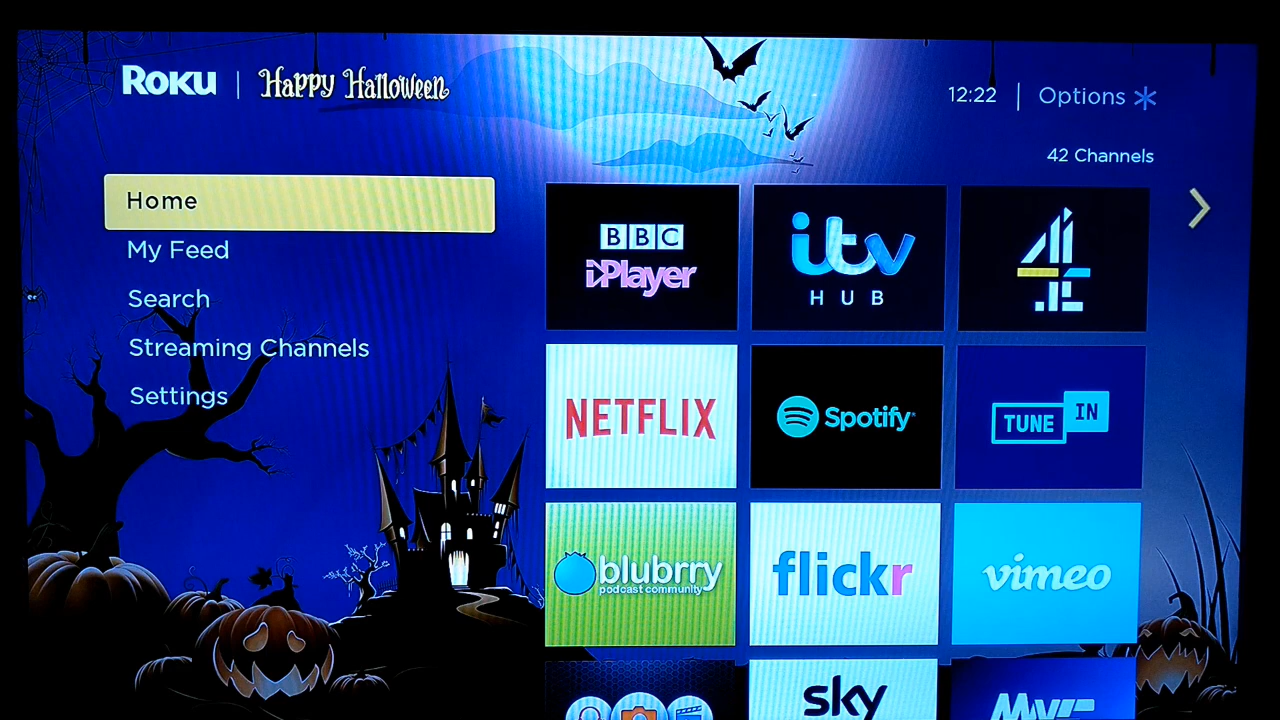 Roku | Happy Halloween
12:22 | Options
42 Channels
Home
My Feed
Search
Streaming Channels
Settings
BBC
iPlayer
itv
HUB
4
NETFLIX
Spotify
TUNE IN
blubrry
podcast community
flickr
vimeo
sky